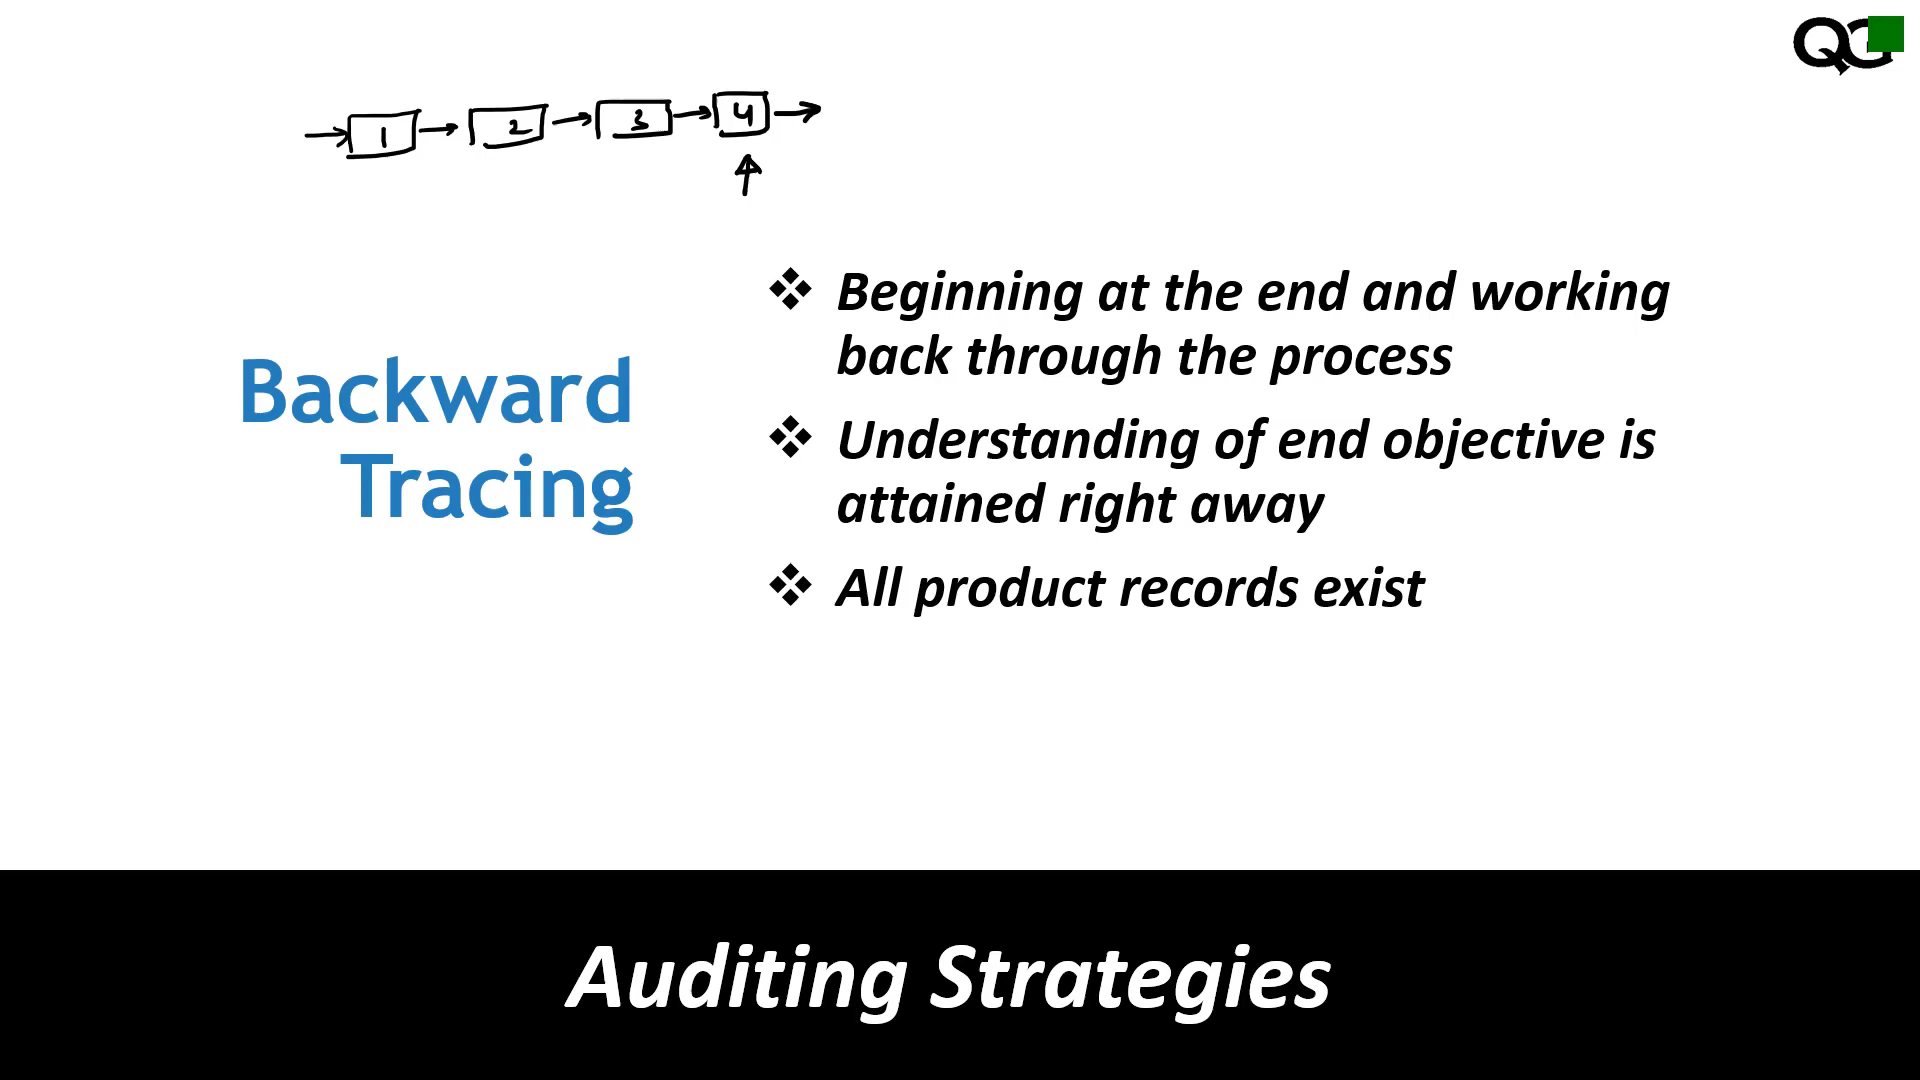 QG
1 2 3 4
Backward
Tracing
❖ Beginning at the end and working
back through the process
❖ Understanding of end objective is
attained right away
❖ All product records exist
Auditing Strategies